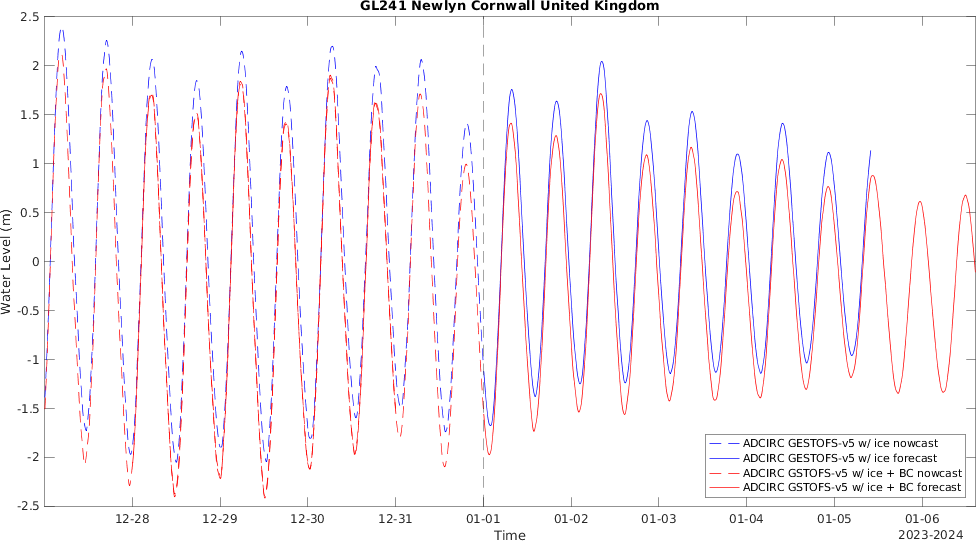 GL241 Newlyn Cornwall United Kingdom
2.5
2
1.5
1
0.5
0
-0.5
-1
-1.5
-2
-2.5
Water Level (m)
ADCIRC GESTOFS-v5 w/ ice nowcast
ADCIRC GESTOFS-v5 w/ ice forecast
ADCIRC GSTOFS-v5 w/ ice + BC nowcast
ADCIRC GSTOFS-v5 w/ ice + BC forecast
12-28 12-29 12-30 12-31 01-01 01-02 01-03 01-04 01-05 01-06
Time
2023-2024